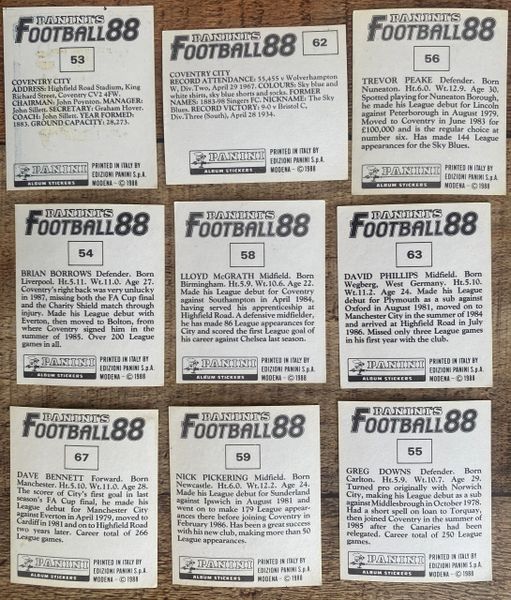 PANINI'S
FOOTBALL 88
53
COVENTRY CITY
ADDRESS: Highfield Road Stadium, King
Richard Street, Coventry CV2 4FW.
CHAIRMAN: John Poynton. MANAGER:
John Sillett. SECRETARY: Graham Hover.
COACH: John Sillett. YEAR FORMED:
1883. GROUND CAPACITY: 28,273.
PANINI
ALBUM STICKERS
PRINTED IN ITALY BY
EDIZIONI PANINI S.p.A.
MODENA - © 1988
PANINI'S
FOOTBALL 88
62
COVENTRY CITY
RECORD ATTENDANCE: 55,455 v Wolverhampton
W, Div.Two, April 29 1967. COLOURS: Sky blue
and white shirts, sky blue shorts and socks. FORMER
NAMES: 1883-98 Singers FC. NICKNAME: The Sky
Blues. RECORD VICTORY: 9-0 v Bristol C,
Div.Three (South), April 28 1934.
PANINI
ALBUM STICKERS
PRINTED IN ITALY BY
EDIZIONI PANINI S.p.A.
MODENA - © 1988
PANINI'S
FOOTBALL 88
56
TREVOR PEAKE Defender. Born
Nuneaton. Ht.6.0. Wt.12.9. Age 30.
Spotted playing for Nuneaton Borough,
he made his League debut for Lincoln
against Peterborough in August 1979.
Moved to Coventry in June 1983 for
£100,000 and is the regular choice at
number six. Has made 144 League
appearances for the Sky Blues.
PANINI
ALBUM STICKERS
PRINTED IN ITALY BY
EDIZIONI PANINI S.p.A.
MODENA - © 1988
PANINI'S
FOOTBALL 88
54
BRIAN BORROWS Defender. Born
Liverpool. Ht.5.11. Wt.11.0. Age 27.
Coventry's right back was very unlucky
in 1987, missing both the FA Cup final
and the Charity Shield match through
injury. Made his League debut with
Everton, then moved to Bolton, from
where Coventry signed him in the
summer of 1985. Over 200 League
games in all.
PANINI
ALBUM STICKERS
PRINTED IN ITALY BY
EDIZIONI PANINI S.p.A.
MODENA - © 1988
PANINI'S
FOOTBALL 88
58
LLOYD McGRATH Midfield. Born
Birmingham. Ht.5.9. Wt.10.6. Age 22.
Made his League debut for Coventry
against Southampton in April 1984,
having served his apprenticeship at
Highfield Road. A defensive midfielder,
he has made 86 League appearances for
City and scored the first League goal of
his career against Chelsea last season.
PANINI
ALBUM STICKERS
PRINTED IN ITALY BY
EDIZIONI PANINI S.p.A.
MODENA - © 1988
PANINI'S
FOOTBALL 88
63
DAVID PHILLIPS Midfield. Born
Wegberg, West Germany. Ht.5.10.
Wt.11.2. Age 24. Made his League
debut for Plymouth as a sub against
Oxford in August 1981, moved on to
Manchester City in the summer of 1984
and arrived at Highfield Road in July
1986. Missed only three League games
in his first year with the club.
PANINI
ALBUM STICKERS
PRINTED IN ITALY BY
EDIZIONI PANINI S.p.A.
MODENA - © 1988
PANINI'S
FOOTBALL 88
67
DAVE BENNETT Forward. Born
Manchester. Ht.5.10. Wt.11.0. Age 28.
The scorer of City's first goal in last
season's FA Cup final, he made his
League debut for Manchester City
against Everton in April 1979, moved to
Cardiff in 1981 and on to Highfield Road
two years later. Career total of 266
League games.
PANINI
ALBUM STICKERS
PRINTED IN ITALY BY
EDIZIONI PANINI S.p.A.
MODENA - © 1988
PANINI'S
FOOTBALL 88
59
NICK PICKERING Midfield. Born
Newcastle. Ht.6.0. Wt.12.2. Age 24.
Made his League debut for Sunderland
against Ipswich in August 1981 and
went on to make 179 League appear-
ances there before joining Coventry in
February 1986. Has been a great success
with his new club, making more than 50
League appearances.
PANINI
ALBUM STICKERS
PRINTED IN ITALY BY
EDIZIONI PANINI S.p.A.
MODENA - © 1988
PANINI'S
FOOTBALL 88
55
GREG DOWNS Defender. Born
Carlton. Ht.5.9. Wt.10.7. Age 29.
Turned pro originally with Norwich
City, making his League debut as a sub
against Middlesbrough in October 1978.
Had a short spell on loan to Torquay,
then joined Coventry in the summer of
1985 after the Canaries had been
relegated. Career total of 250 League
games.
PANINI
ALBUM STICKERS
PRINTED IN ITALY BY
EDIZIONI PANINI S.p.A.
MODENA - © 1988